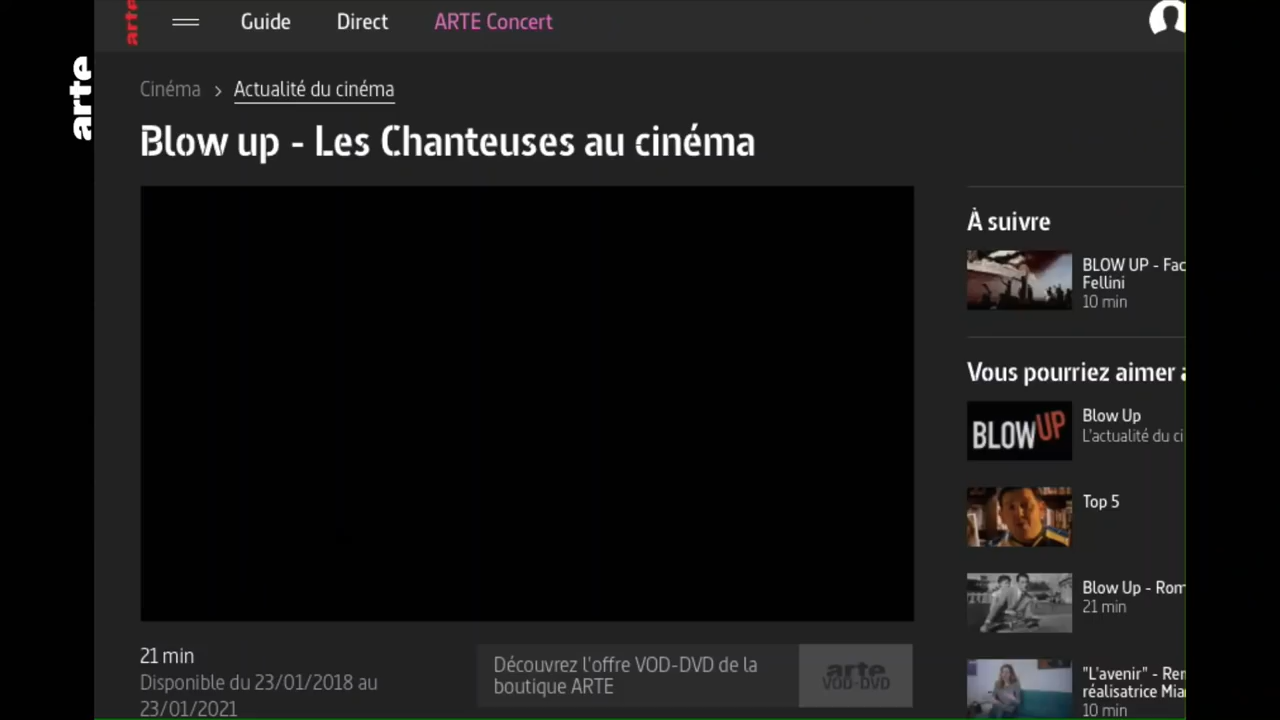 arte
Guide
Direct
ARTE Concert
arte
Cinéma > Actualité du cinéma
Blow up - Les Chanteuses au cinéma
À suivre
BLOW UP - Fac
Fellini
10 min
Vous pourriez aimer a
BLOW UP
Blow Up
L'actualité du ci
Top 5
Blow Up - Rom
21 min
"L'avenir" - Ren
réalisatrice Mia
10 min
21 min
Disponible du 23/01/2018 au
23/01/2021
Découvrez l'offre VOD-DVD de la
boutique ARTE
arte
VOD-DVD